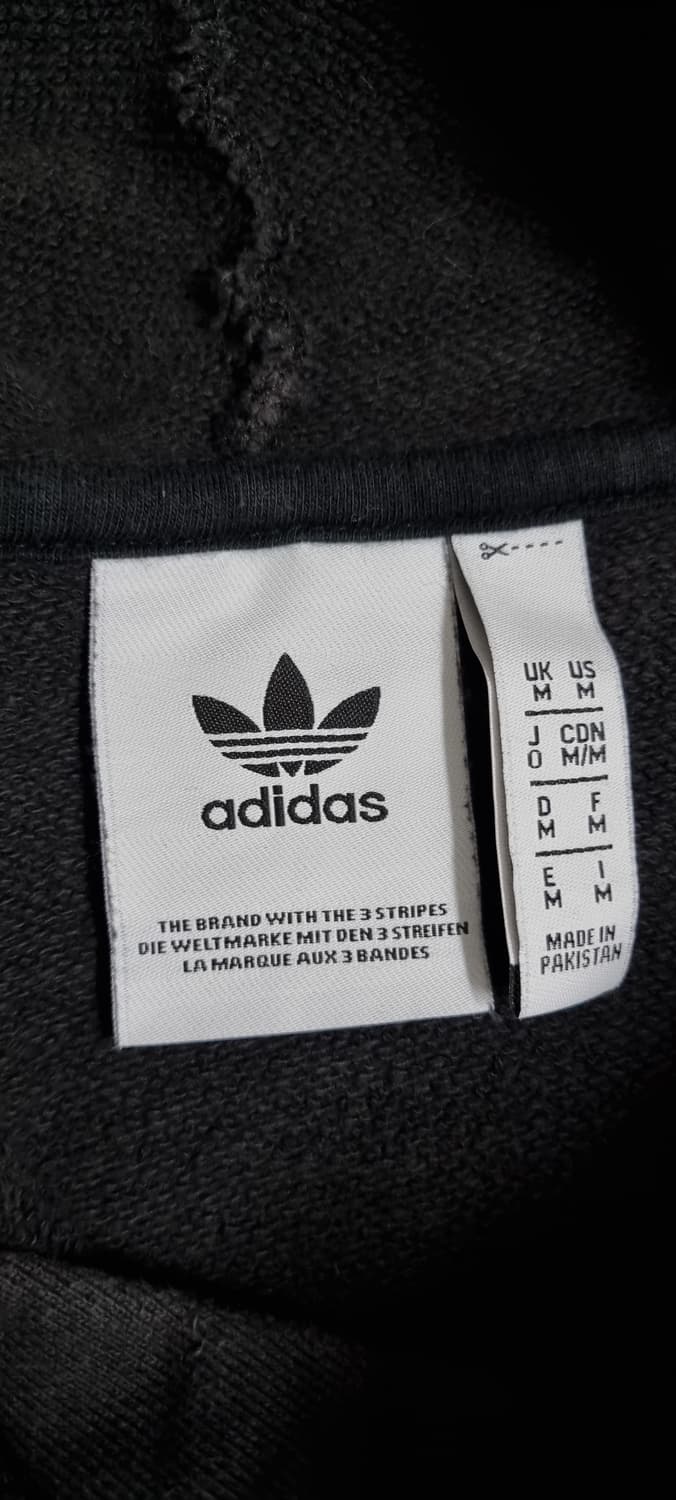 adidas
THE BRAND WITH THE 3 STRIPES
DIE WELTMARKE MIT DEN 3 STREIFEN
LA MARQUE AUX 3 BANDES
UK US
M M
J CDN
O M/M
D F
M M
E I
M M
MADE IN
PAKISTAN